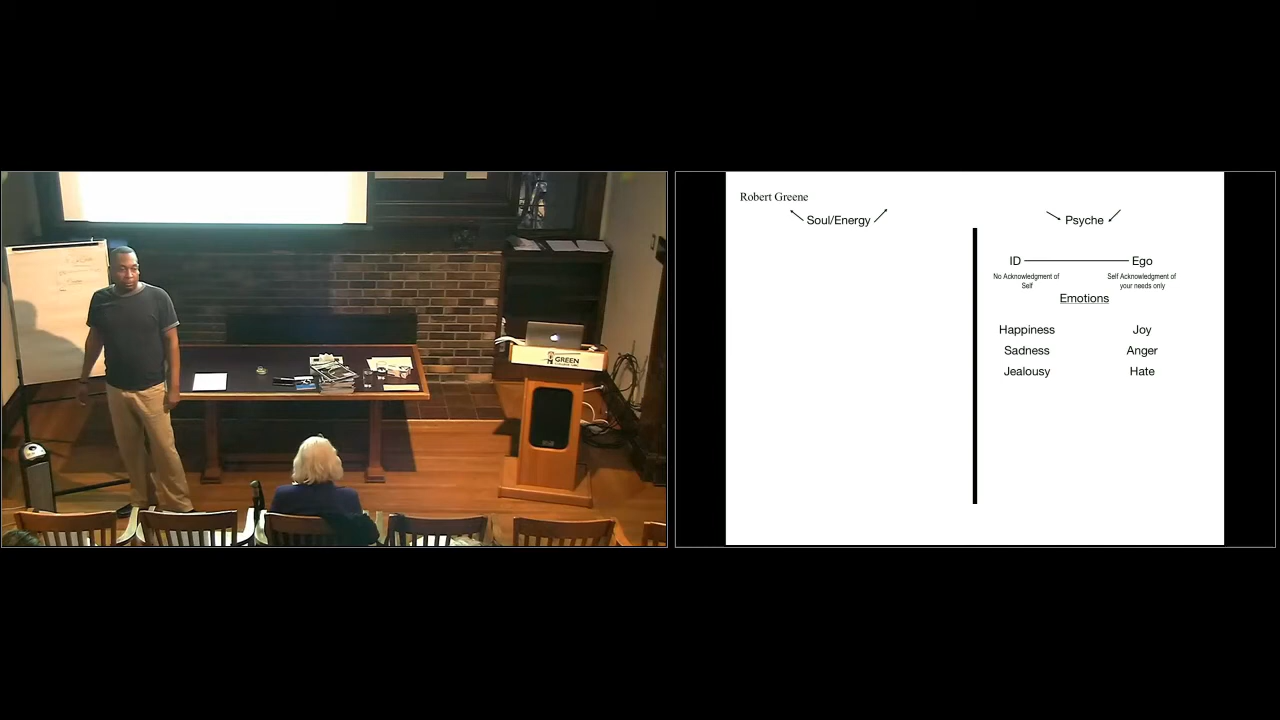 GREEN
Robert Greene
Soul/Energy
Psyche
ID
Ego
No Acknowledgment of
Self
Self Acknowledgment of
your needs only
Emotions
Happiness
Joy
Sadness
Anger
Jealousy
Hate